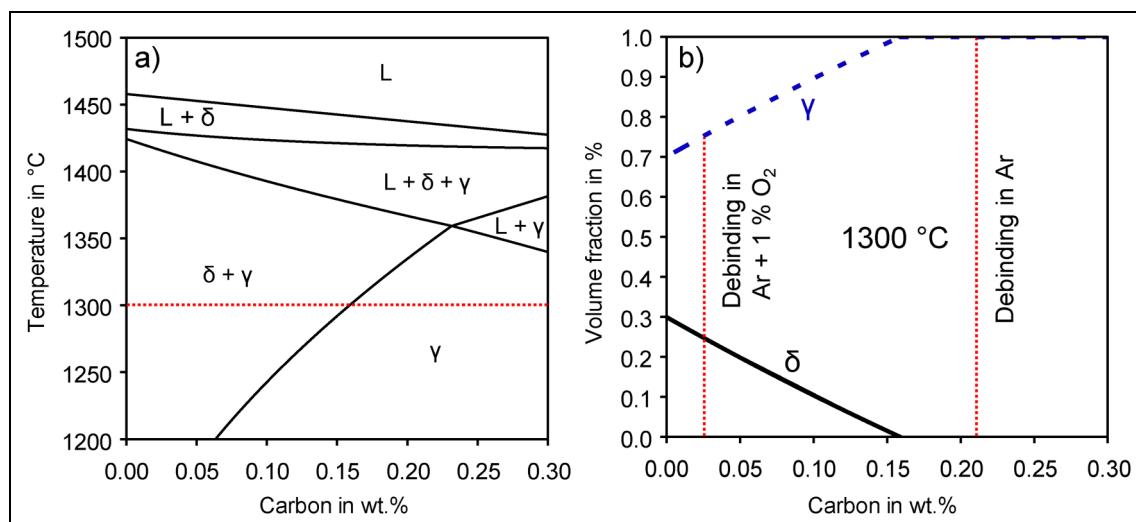 a)
Temperature in °C
1500
1450
1400
1350
1300
1250
1200
L
L + δ
L + δ + γ
L + γ
δ + γ
γ
0.00 0.05 0.10 0.15 0.20 0.25 0.30
Carbon in wt.%
b)
Volume fraction in %
1.0
0.9
0.8
0.7
0.6
0.5
0.4
0.3
0.2
0.1
0.0
γ
Debinding in
Ar + 1 % O₂
1300 °C
Debinding in Ar
δ
0.00 0.05 0.10 0.15 0.20 0.25 0.30
Carbon in wt.%